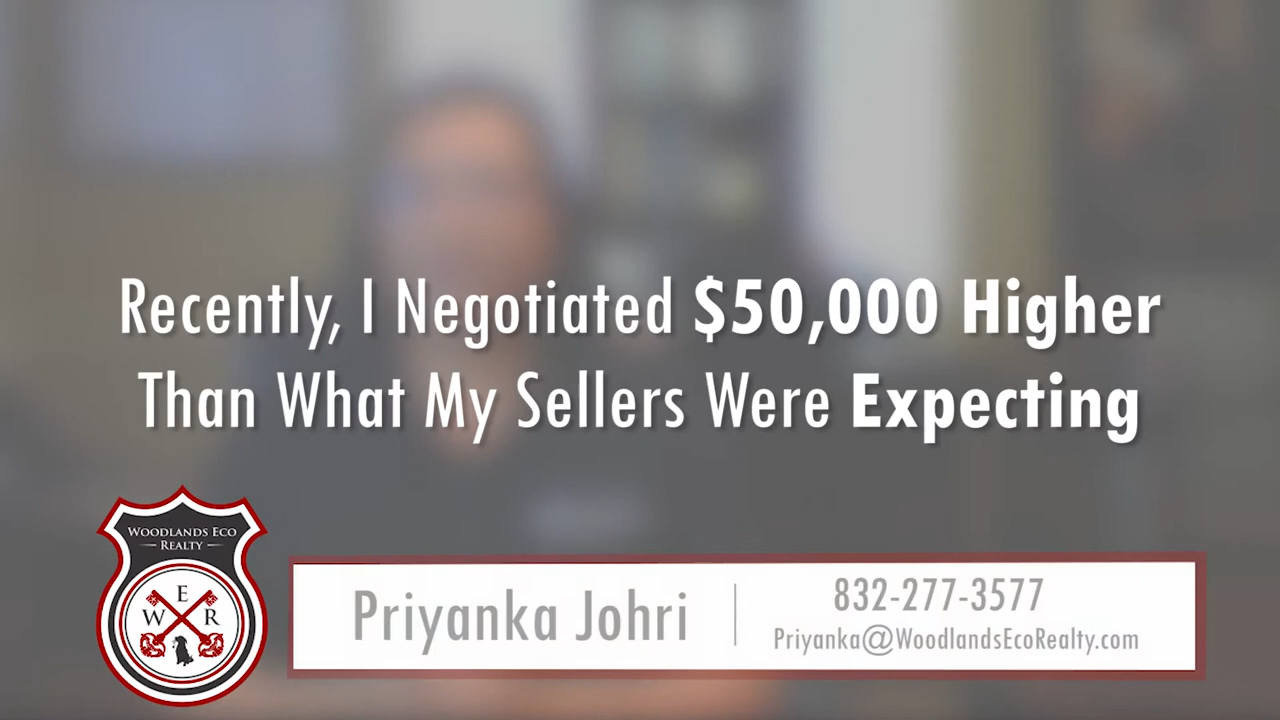 Recently, I Negotiated $50,000 Higher
Than What My Sellers Were Expecting
WOODLANDS ECO
REALTY
E
W R
Priyanka Johri
832-277-3577
Priyanka@WoodlandsEcoRealty.com